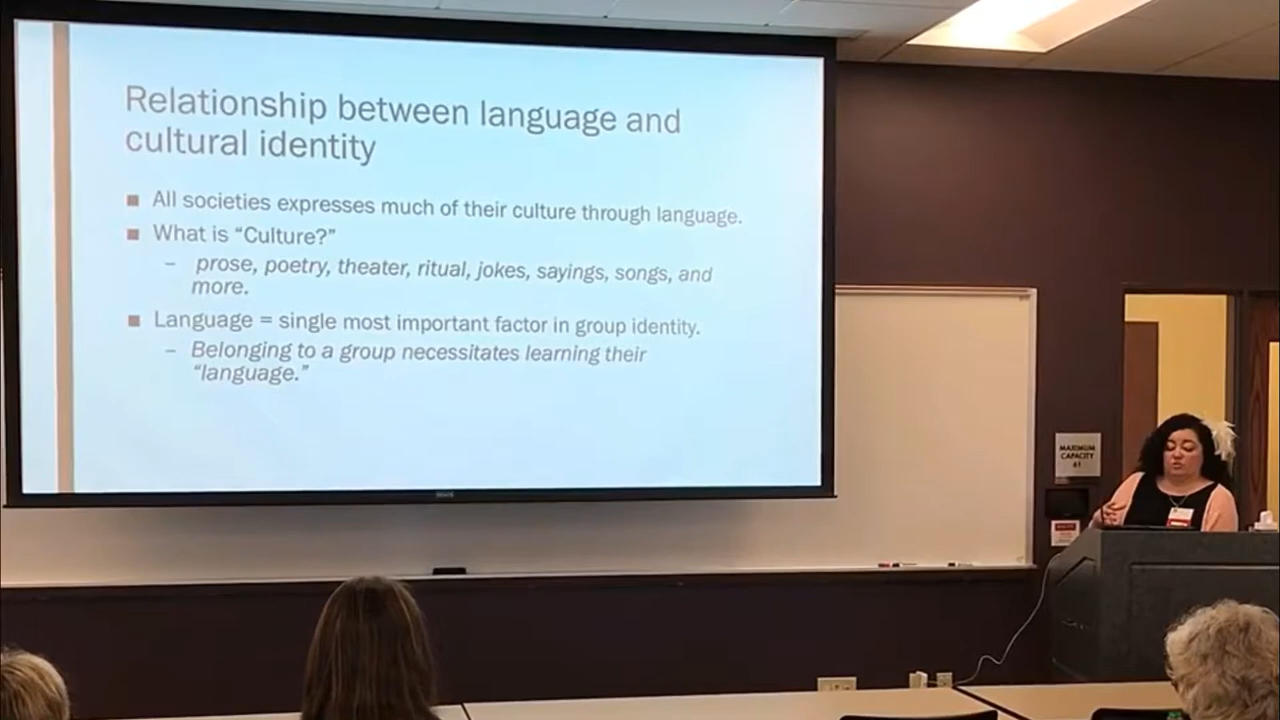 Relationship between language and
cultural identity
■ All societies expresses much of their culture through language.
■ What is “Culture?”
– prose, poetry, theater, ritual, jokes, sayings, songs, and
more.
■ Language = single most important factor in group identity.
– Belonging to a group necessitates learning their
“language.”
MAXIMUM
CAPACITY
61